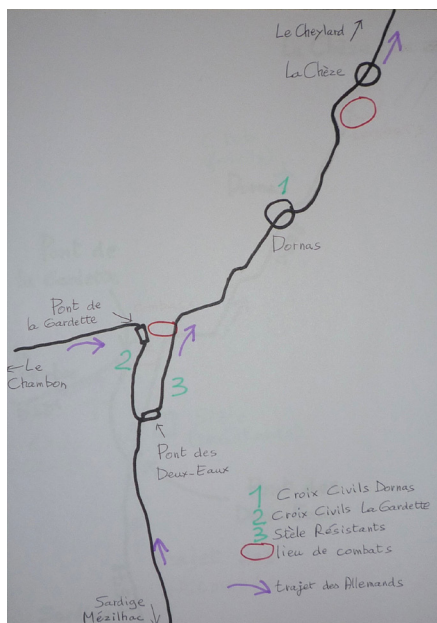 Le Cheylard
La Chèze
1
Dornas
Pont de
la Gardette
2
3
Le
Chambon
Pont des
Deux-Eaux
1 Croix Civils Dornas
2 Croix Civils La Gardette
3 Stèle Résistants
lieu de combats
trajet des Allemands
Sardige
Mézilhac